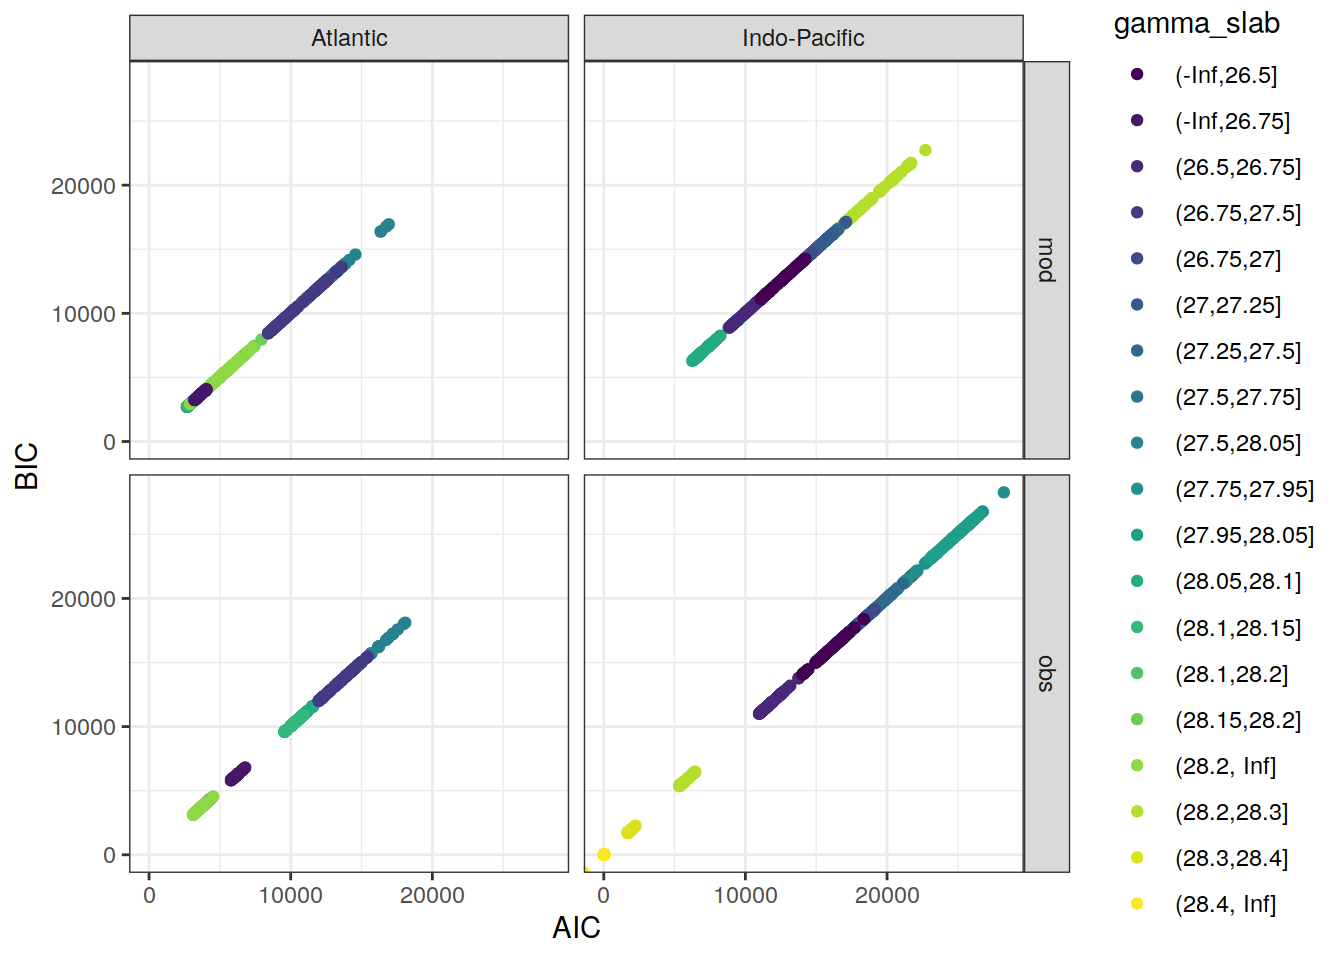 Atlantic
Indo-Pacific
mod
obs
20000
10000
0
20000
10000
0
BIC
0
10000
20000
0
10000
20000
AIC
gamma_slab
(-Inf,26.5]
(-Inf,26.75]
(26.5,26.75]
(26.75,27.5]
(26.75,27]
(27,27.25]
(27.25,27.5]
(27.5,27.75]
(27.5,28.05]
(27.75,27.95]
(27.95,28.05]
(28.05,28.1]
(28.1,28.15]
(28.1,28.2]
(28.15,28.2]
(28.2, Inf]
(28.2,28.3]
(28.3,28.4]
(28.4, Inf]